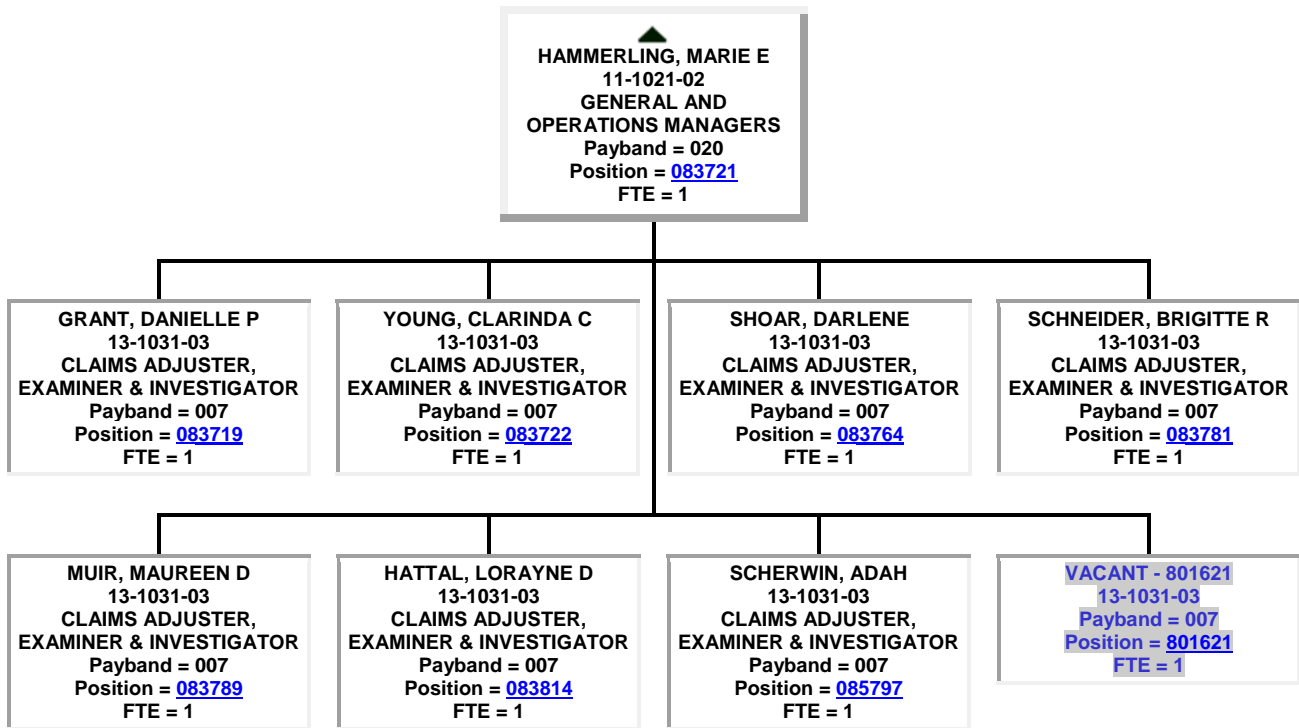 HAMMERLING, MARIE E
11-1021-02
GENERAL AND
OPERATIONS MANAGERS
Payband = 020
Position = 083721
FTE = 1
GRANT, DANIELLE P
13-1031-03
CLAIMS ADJUSTER,
EXAMINER & INVESTIGATOR
Payband = 007
Position = 083719
FTE = 1
YOUNG, CLARINDA C
13-1031-03
CLAIMS ADJUSTER,
EXAMINER & INVESTIGATOR
Payband = 007
Position = 083722
FTE = 1
SHOAR, DARLENE
13-1031-03
CLAIMS ADJUSTER,
EXAMINER & INVESTIGATOR
Payband = 007
Position = 083764
FTE = 1
SCHNEIDER, BRIGITTE R
13-1031-03
CLAIMS ADJUSTER,
EXAMINER & INVESTIGATOR
Payband = 007
Position = 083781
FTE = 1
MUIR, MAUREEN D
13-1031-03
CLAIMS ADJUSTER,
EXAMINER & INVESTIGATOR
Payband = 007
Position = 083789
FTE = 1
HATTAL, LORAYNE D
13-1031-03
CLAIMS ADJUSTER,
EXAMINER & INVESTIGATOR
Payband = 007
Position = 083814
FTE = 1
SCHERWIN, ADAH
13-1031-03
CLAIMS ADJUSTER,
EXAMINER & INVESTIGATOR
Payband = 007
Position = 085797
FTE = 1
VACANT - 801621
13-1031-03
Payband = 007
Position = 801621
FTE = 1